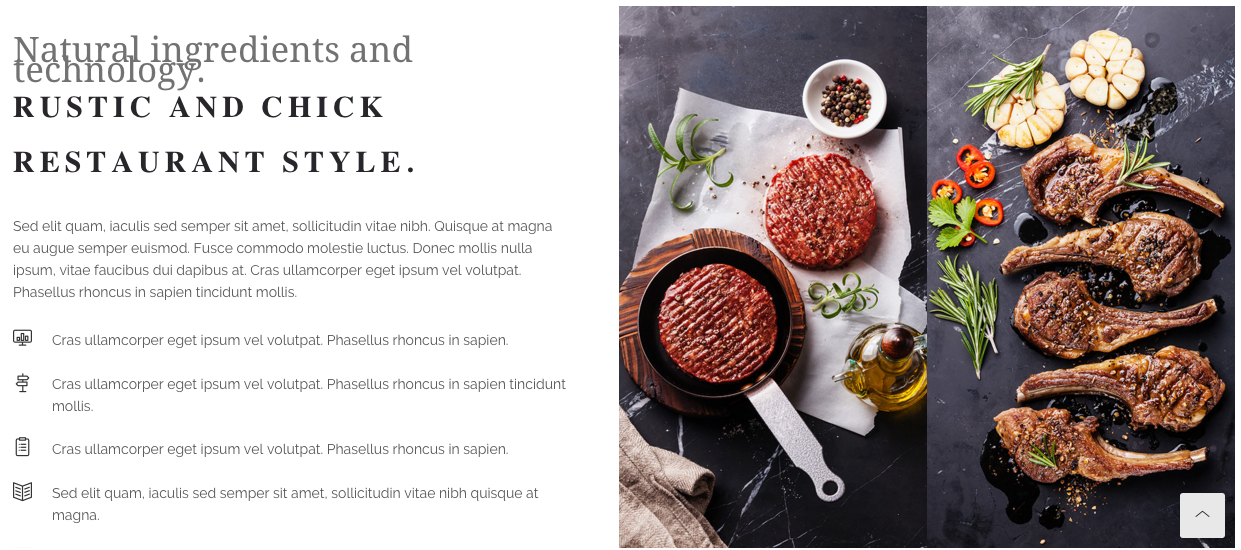 Natural ingredients and
technology.
RUSTIC AND CHICK
RESTAURANT STYLE.
Sed elit quam, iaculis sed semper sit amet, sollicitudin vitae nibh. Quisque at magna
eu augue semper euismod. Fusce commodo molestie luctus. Donec mollis nulla
ipsum, vitae faucibus dui dapibus at. Cras ullamcorper eget ipsum vel volutpat.
Phasellus rhoncus in sapien tincidunt mollis.
Cras ullamcorper eget ipsum vel volutpat. Phasellus rhoncus in sapien.
Cras ullamcorper eget ipsum vel volutpat. Phasellus rhoncus in sapien tincidunt
mollis.
Cras ullamcorper eget ipsum vel volutpat. Phasellus rhoncus in sapien.
Sed elit quam, iaculis sed semper sit amet, sollicitudin vitae nibh quisque at
magna.